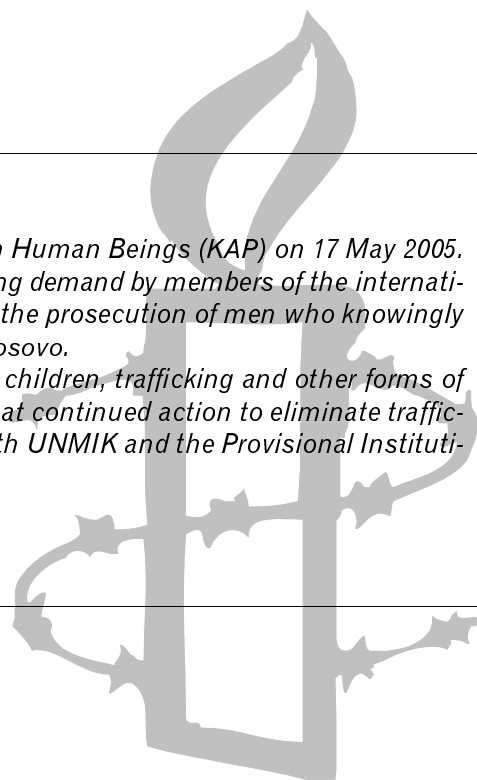 n Human Beings (KAP) on 17 May 2005.
ng demand by members of the internati-
the prosecution of men who knowingly
osovo.
children, trafficking and other forms of
at continued action to eliminate traffic-
th UNMIK and the Provisional Instituti-